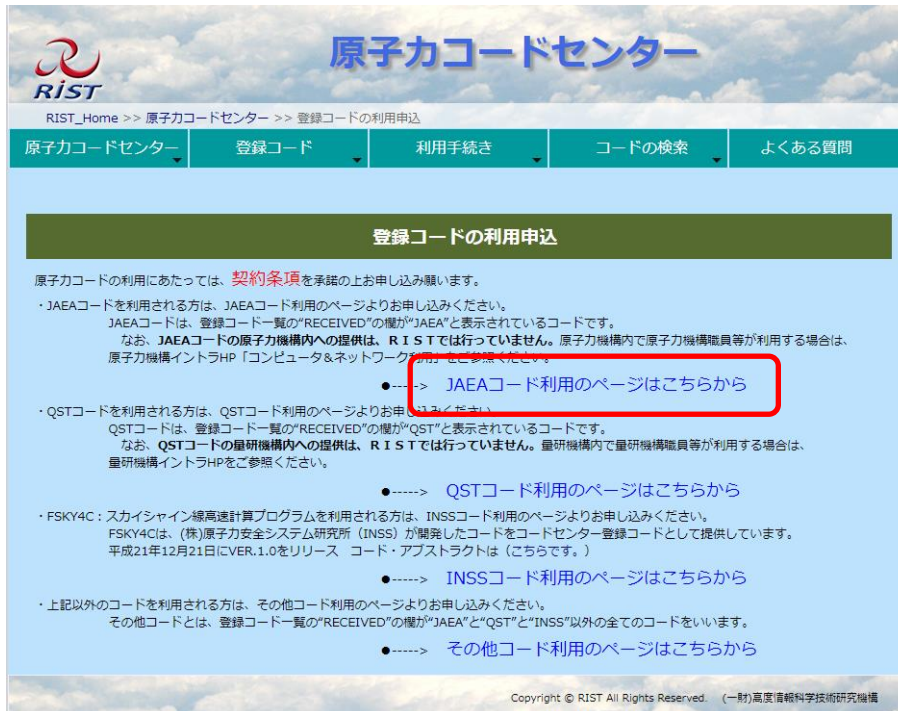 原子力コードセンター
RIST
RIST_Home >> 原子力コードセンター >> 登録コードの利用申込
原子力コードセンター 登録コード 利用手続き コードの検索 よくある質問
登録コードの利用申込
原子力コードの利用にあたっては、契約条項を承諾の上お申し込み願います。
・JAEAコードを利用される方は、JAEAコード利用のページよりお申し込みください。
JAEAコードは、登録コード一覧の“RECEIVED”の欄が“JAEA”と表示されているコードです。
なお、JAEAコードの原子力機構内への提供は、ＲＩＳＴでは行っていません。原子力機構内で原子力機構職員等が利用する場合は、
原子力機構イントラHP「コンピュータ&ネットワーク利用」をご参照ください。
●-----> JAEAコード利用のページはこちらから
・QSTコードを利用される方は、QSTコード利用のページよりお申し込みください。
QSTコードは、登録コード一覧の“RECEIVED”の欄が“QST”と表示されているコードです。
なお、QSTコードの量研機構内への提供は、ＲＩＳＴでは行っていません。量研機構内で量研機構職員等が利用する場合は、
量研機構イントラHPをご参照ください。
●-----> QSTコード利用のページはこちらから
・FSKY4C：スカイシャイン線高速計算プログラムを利用される方は、INSSコード利用のページよりお申し込みください。
FSKY4Cは、(株)原子力安全システム研究所（INSS）が開発したコードをコードセンター登録コードとして提供しています。
平成21年12月21日にVER.1.0をリリース コード・アブストラクトは（こちらです。）
●-----> INSSコード利用のページはこちらから
・上記以外のコードを利用される方は、その他コード利用のページよりお申し込みください。
その他コードとは、登録コード一覧の“RECEIVED”の欄が“JAEA”と“QST”と“INSS”以外の全てのコードをいいます。
●-----> その他コード利用のページはこちらから
Copyright © RIST All Rights Reserved. (一財)高度情報科学技術研究機構